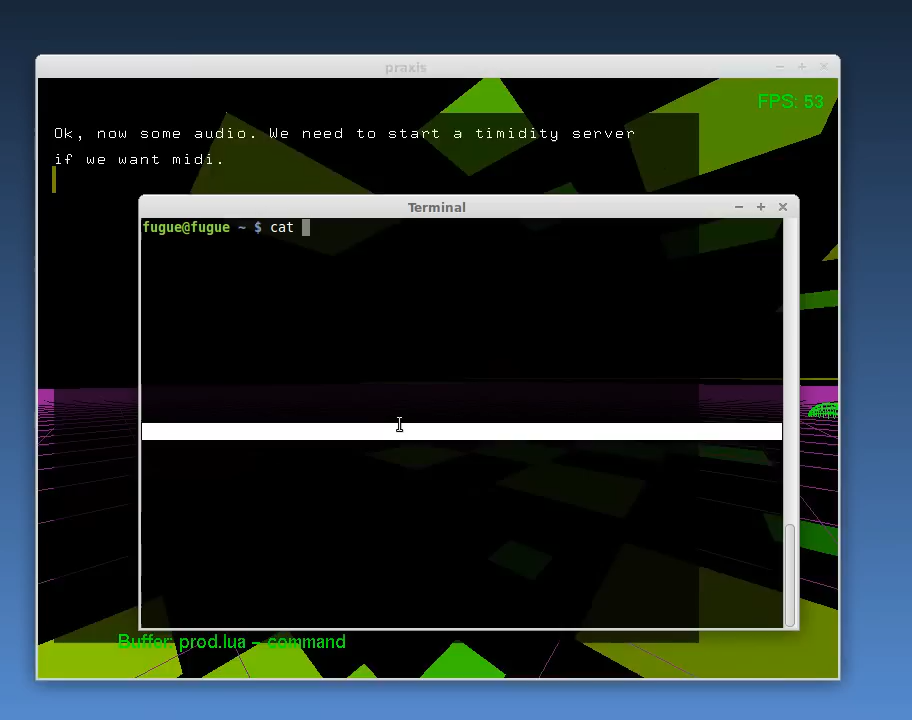 praxis
FPS: 53
Ok, now some audio. We need to start a timidity server
if we want midi.
Terminal
fugue@fugue ~ $ cat
Buffer: prod.lua -- command